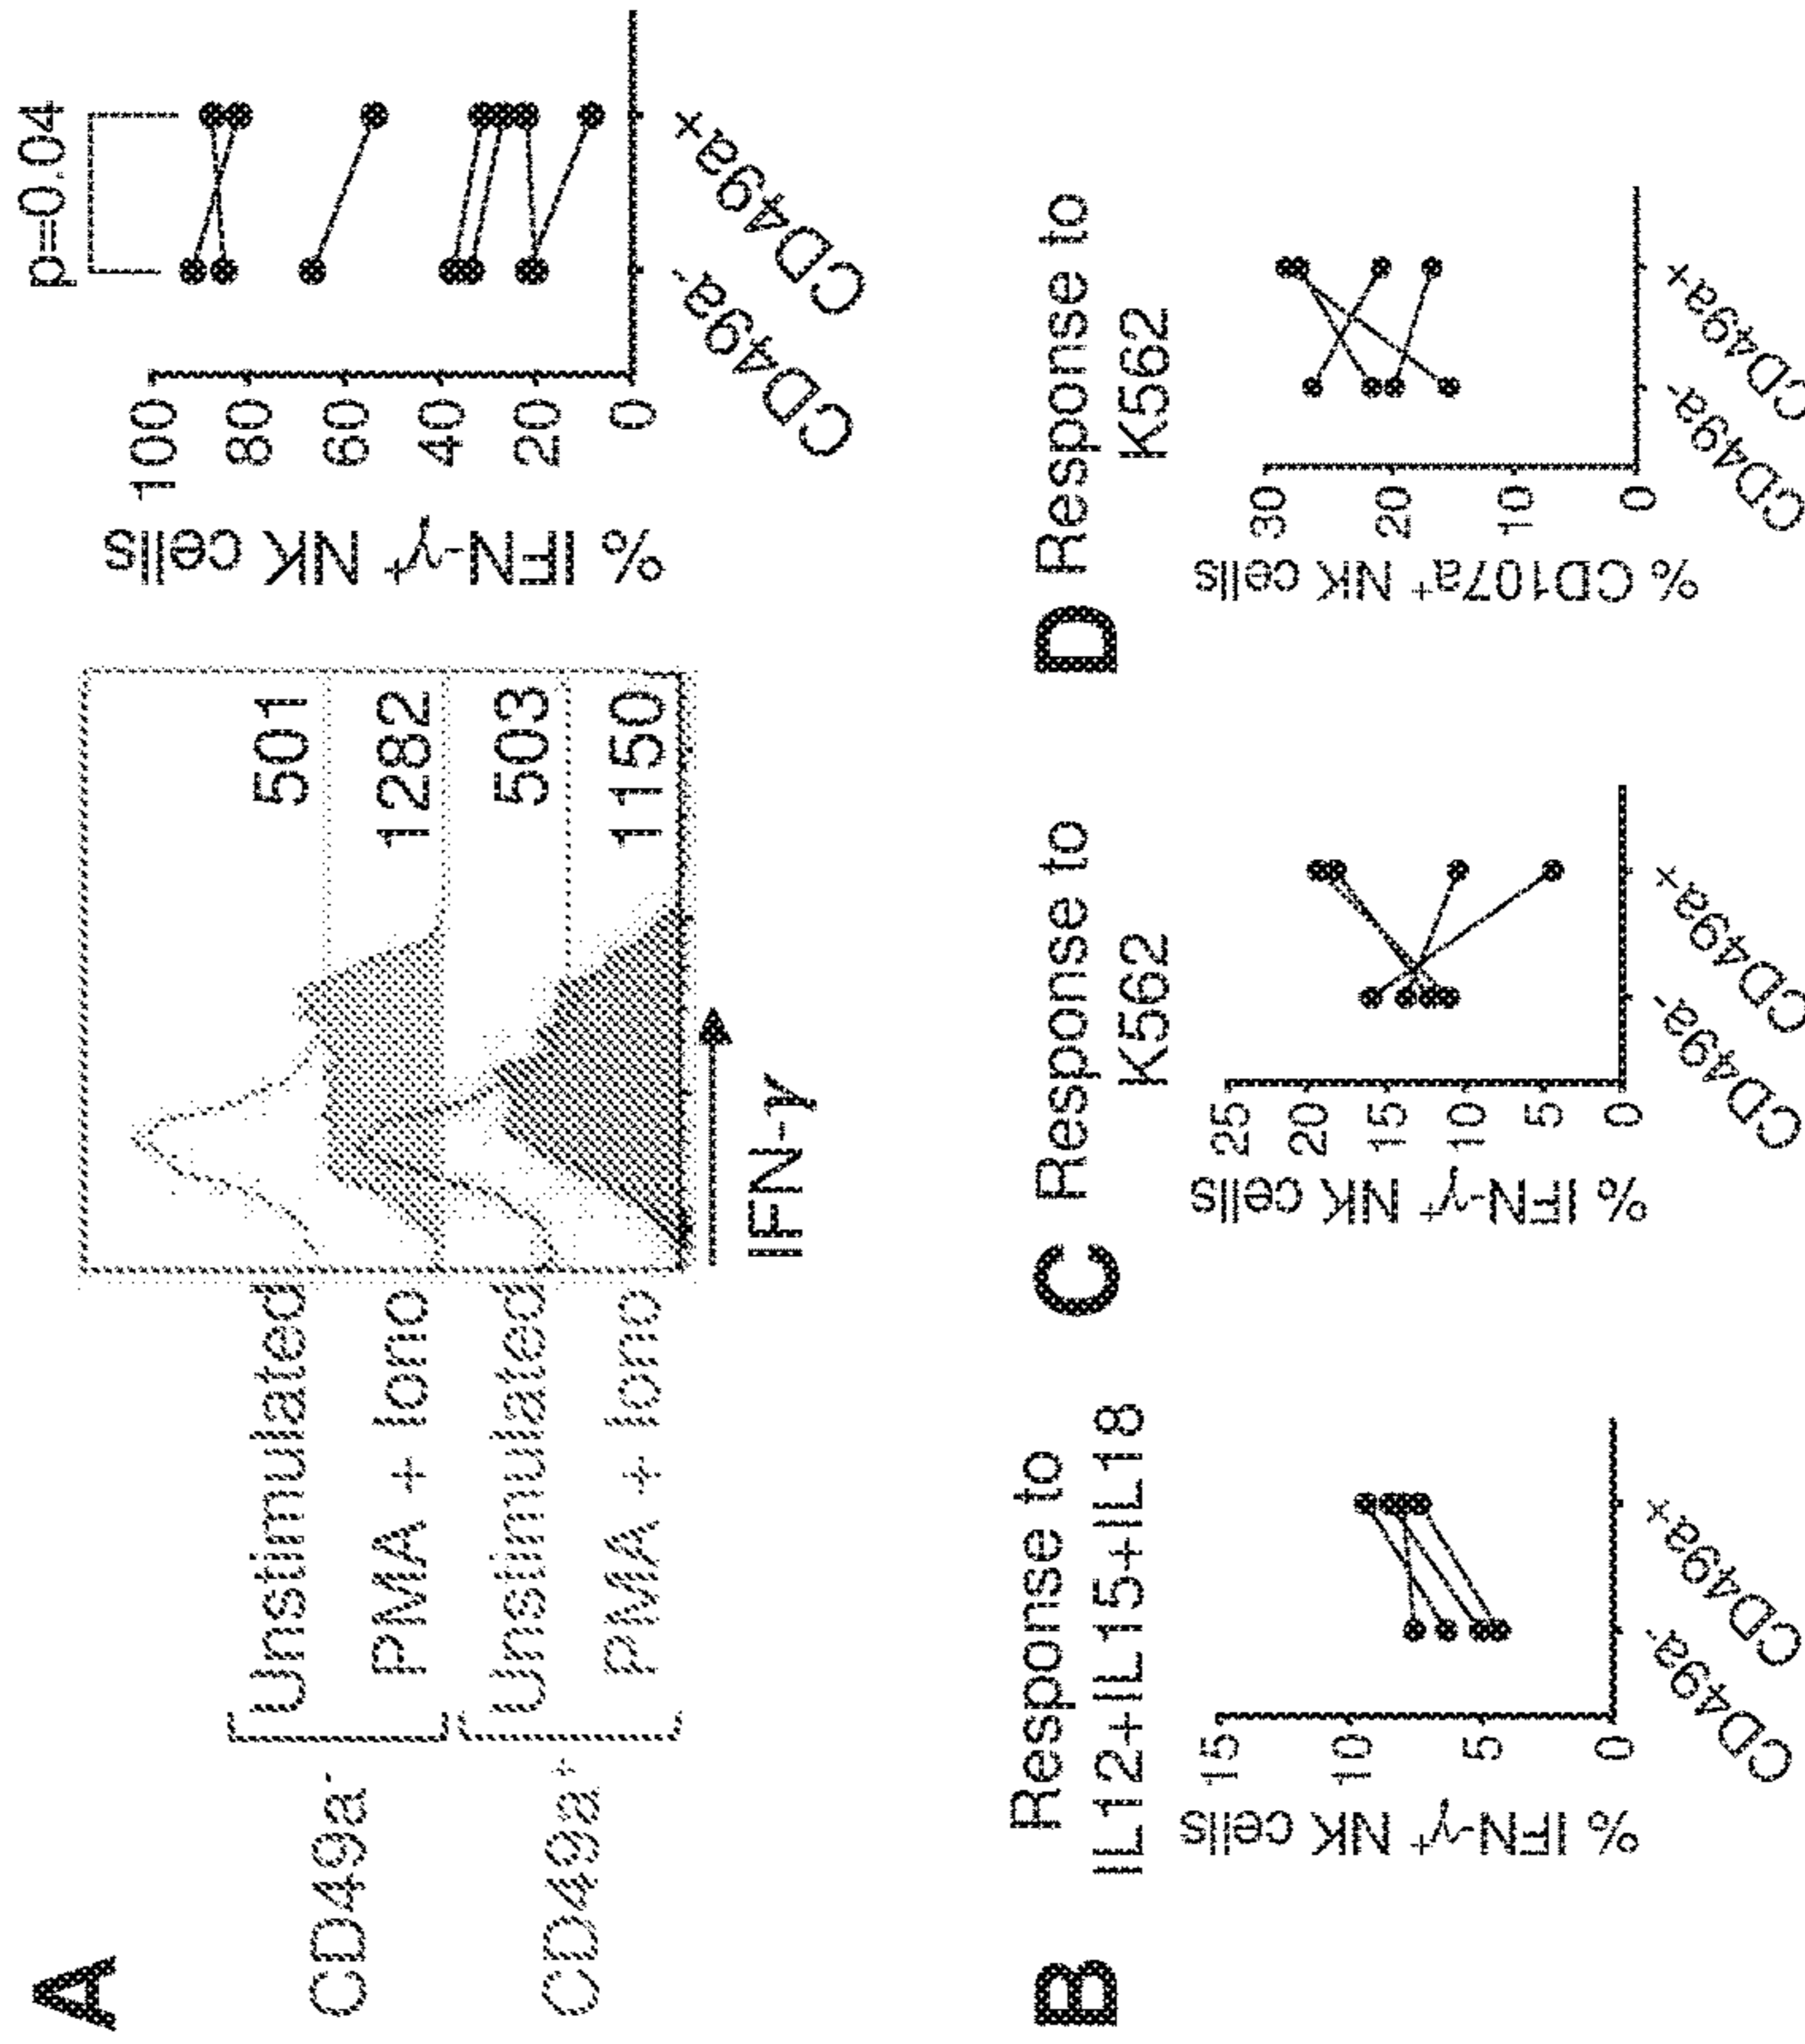 A
CD49a-
Unstimulated
501
PMA + Iono
1282
CD49a+
Unstimulated
503
PMA + Iono
1150
IFN-γ
% IFN-γ+ NK cells
100
80
60
40
20
0
p=0.04
CD49a-
CD49a+
B
Response to
IL12+IL15+IL18
% IFN-γ+ NK cells
15
10
5
0
CD49a-
CD49a+
C
Response to
K562
% IFN-γ+ NK cells
25
20
15
10
5
0
CD49a-
CD49a+
D
Response to
K562
% CD107a+ NK cells
30
20
10
0
CD49a-
CD49a+